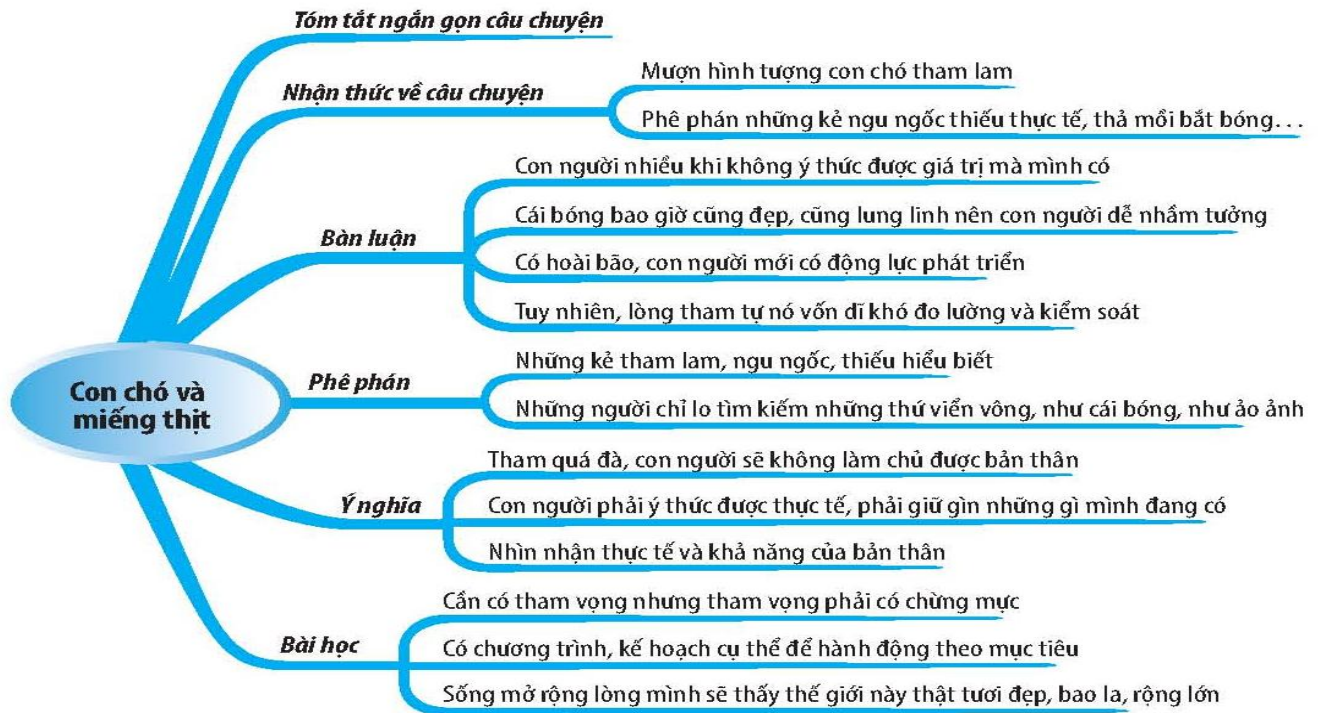 Tóm tắt ngắn gọn câu chuyện
Nhận thức về câu chuyện
Mượn hình tượng con chó tham lam
Phê phán những kẻ ngu ngốc thiếu thực tế, thả mồi bắt bóng...
Bàn luận
Con người nhiều khi không ý thức được giá trị mà mình có
Cái bóng bao giờ cũng đẹp, cũng lung linh nên con người dễ nhầm tưởng
Có hoài bão, con người mới có động lực phát triển
Tuy nhiên, lòng tham tự nó vốn dĩ khó đo lường và kiểm soát
Con chó và
miếng thịt
Phê phán
Những kẻ tham lam, ngu ngốc, thiếu hiểu biết
Những người chỉ lo tìm kiếm những thứ viển vông, như cái bóng, như ảo ảnh
Ý nghĩa
Tham quá đà, con người sẽ không làm chủ được bản thân
Con người phải ý thức được thực tế, phải giữ gìn những gì mình đang có
Nhìn nhận thực tế và khả năng của bản thân
Bài học
Cần có tham vọng nhưng tham vọng phải có chừng mực
Có chương trình, kế hoạch cụ thể để hành động theo mục tiêu
Sống mở rộng lòng mình sẽ thấy thế giới này thật tươi đẹp, bao la, rộng lớn